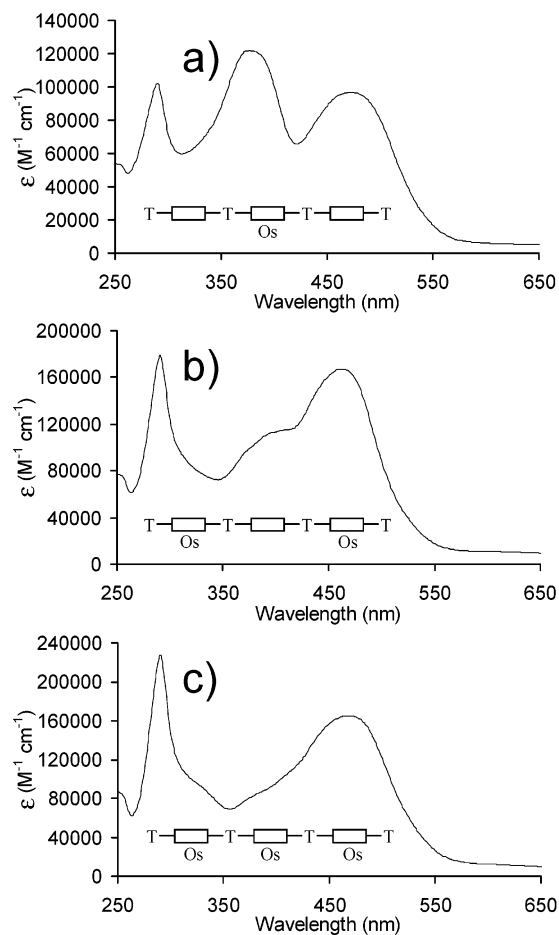 140000
a)
120000
100000
80000
60000
40000
20000
0
ε (M⁻¹ cm⁻¹)
T T T T
Os
250 350 450 550 650
Wavelength (nm)
200000
b)
160000
120000
80000
40000
0
ε (M⁻¹ cm⁻¹)
T T T T
Os Os
250 350 450 550 650
Wavelength (nm)
240000
c)
200000
160000
120000
80000
40000
0
ε (M⁻¹ cm⁻¹)
T T T T
Os Os Os
250 350 450 550 650
Wavelength (nm)